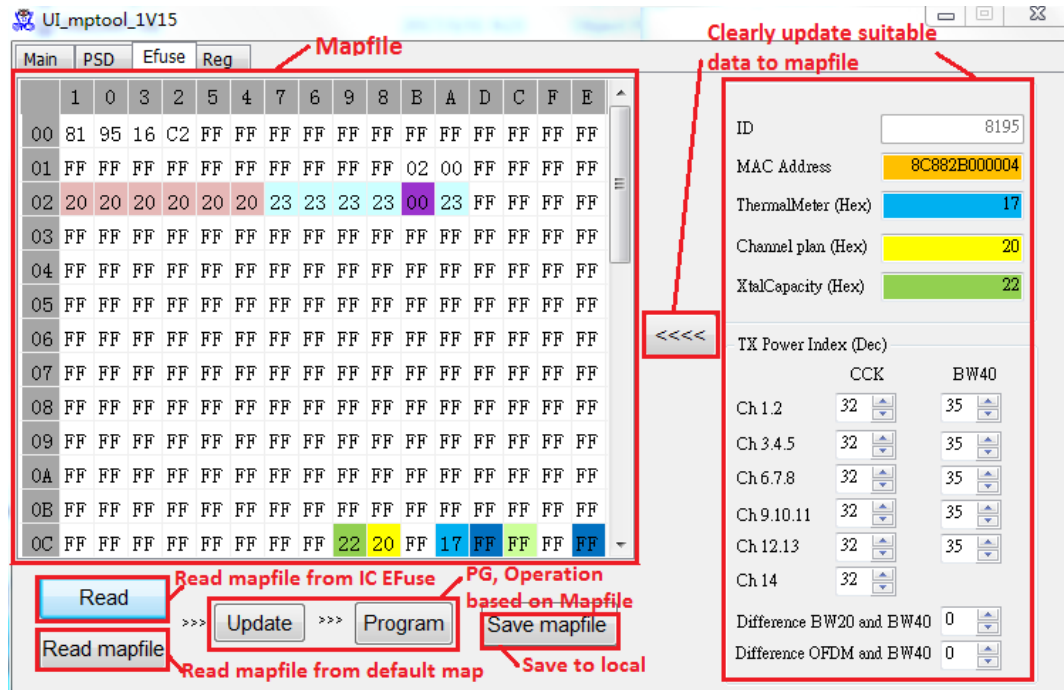 UI_mptool_1V15
Main PSD Efuse Reg
Mapfile
Clearly update suitable
data to mapfile
1 0 3 2 5 4 7 6 9 8 B A D C F E
00 81 95 16 C2 FF FF FF FF FF FF FF FF FF FF FF FF
01 FF FF FF FF FF FF FF FF FF FF 02 00 FF FF FF FF
02 20 20 20 20 20 20 23 23 23 23 00 23 FF FF FF FF
03 FF FF FF FF FF FF FF FF FF FF FF FF FF FF FF FF
04 FF FF FF FF FF FF FF FF FF FF FF FF FF FF FF FF
05 FF FF FF FF FF FF FF FF FF FF FF FF FF FF FF FF
06 FF FF FF FF FF FF FF FF FF FF FF FF FF FF FF FF
07 FF FF FF FF FF FF FF FF FF FF FF FF FF FF FF FF
08 FF FF FF FF FF FF FF FF FF FF FF FF FF FF FF FF
09 FF FF FF FF FF FF FF FF FF FF FF FF FF FF FF FF
0A FF FF FF FF FF FF FF FF FF FF FF FF FF FF FF FF
0B FF FF FF FF FF FF FF FF FF FF FF FF FF FF FF FF
0C FF FF FF FF FF FF FF FF 22 20 FF 17 FF FF FF FF
<<<<
ID 8195
MAC Address 8C882B000004
ThermalMeter (Hex) 17
Channel plan (Hex) 20
XtalCapacity (Hex) 22
TX Power Index (Dec)
CCK BW40
Ch 1.2 32 35
Ch 3.4.5 32 35
Ch 6.7.8 32 35
Ch 9.10.11 32 35
Ch 12.13 32 35
Ch 14 32
Difference BW20 and BW40 0
Difference OFDM and BW40 0
Read
Read mapfile from IC EFuse
PG, Operation
based on Mapfile
>>> Update >>> Program
Save mapfile
Read mapfile
Read mapfile from default map
Save to local